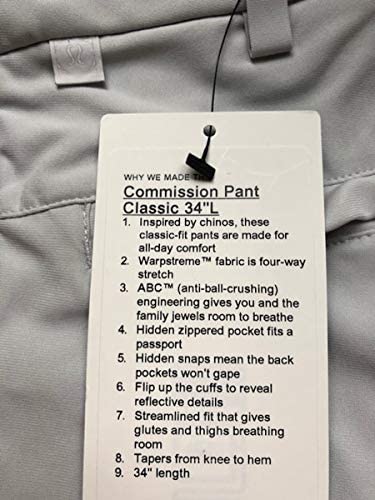 WHY WE MADE TH
Commission Pant
Classic 34"L
1. Inspired by chinos, these
classic-fit pants are made for
all-day comfort
2. Warpstreme™ fabric is four-way
stretch
3. ABC™ (anti-ball-crushing)
engineering gives you and the
family jewels room to breathe
4. Hidden zippered pocket fits a
passport
5. Hidden snaps mean the back
pockets won't gape
6. Flip up the cuffs to reveal
reflective details
7. Streamlined fit that gives
glutes and thighs breathing
room
8. Tapers from knee to hem
9. 34" length